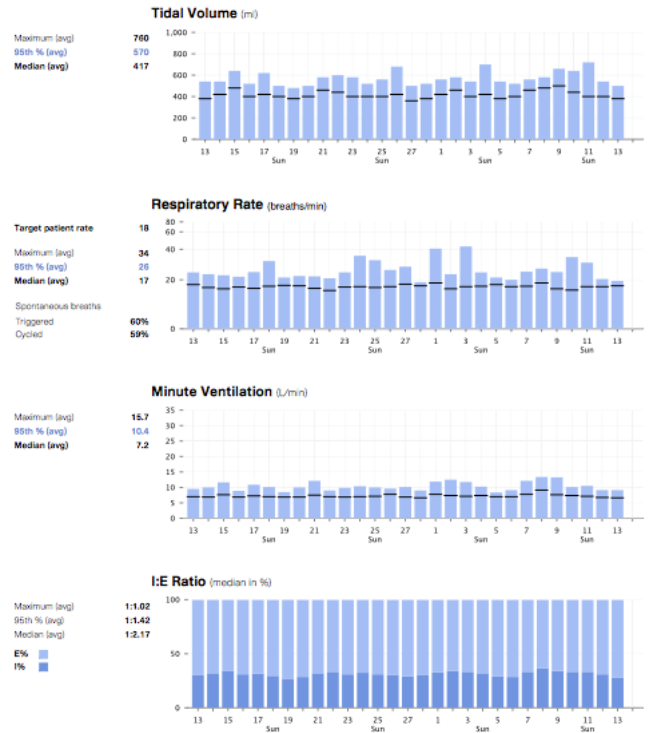 Tidal Volume (ml)
Maximum (avg) 760
95th % (avg) 570
Median (avg) 417
1,000
800
600
400
200
0
13 15 17 19 21 23 25 27 1 3 5 7 9 11 13
Sun Sun Sun Sun
Respiratory Rate (breaths/min)
Target patient rate 18
Maximum (avg) 34
95th % (avg) 26
Median (avg) 17
Spontaneous breaths
Triggered 60%
Cycled 59%
80
60
40
20
0
13 15 17 19 21 23 25 27 1 3 5 7 9 11 13
Sun Sun Sun Sun
Minute Ventilation (L/min)
Maximum (avg) 15.7
95th % (avg) 10.4
Median (avg) 7.2
35
30
25
20
15
10
5
0
13 15 17 19 21 23 25 27 1 3 5 7 9 11 13
Sun Sun Sun Sun
I:E Ratio (median in %)
Maximum (avg) 1:1.02
95th % (avg) 1:1.42
Median (avg) 1:2.17
E%
I%
100
50
0
13 15 17 19 21 23 25 27 1 3 5 7 9 11 13
Sun Sun Sun Sun